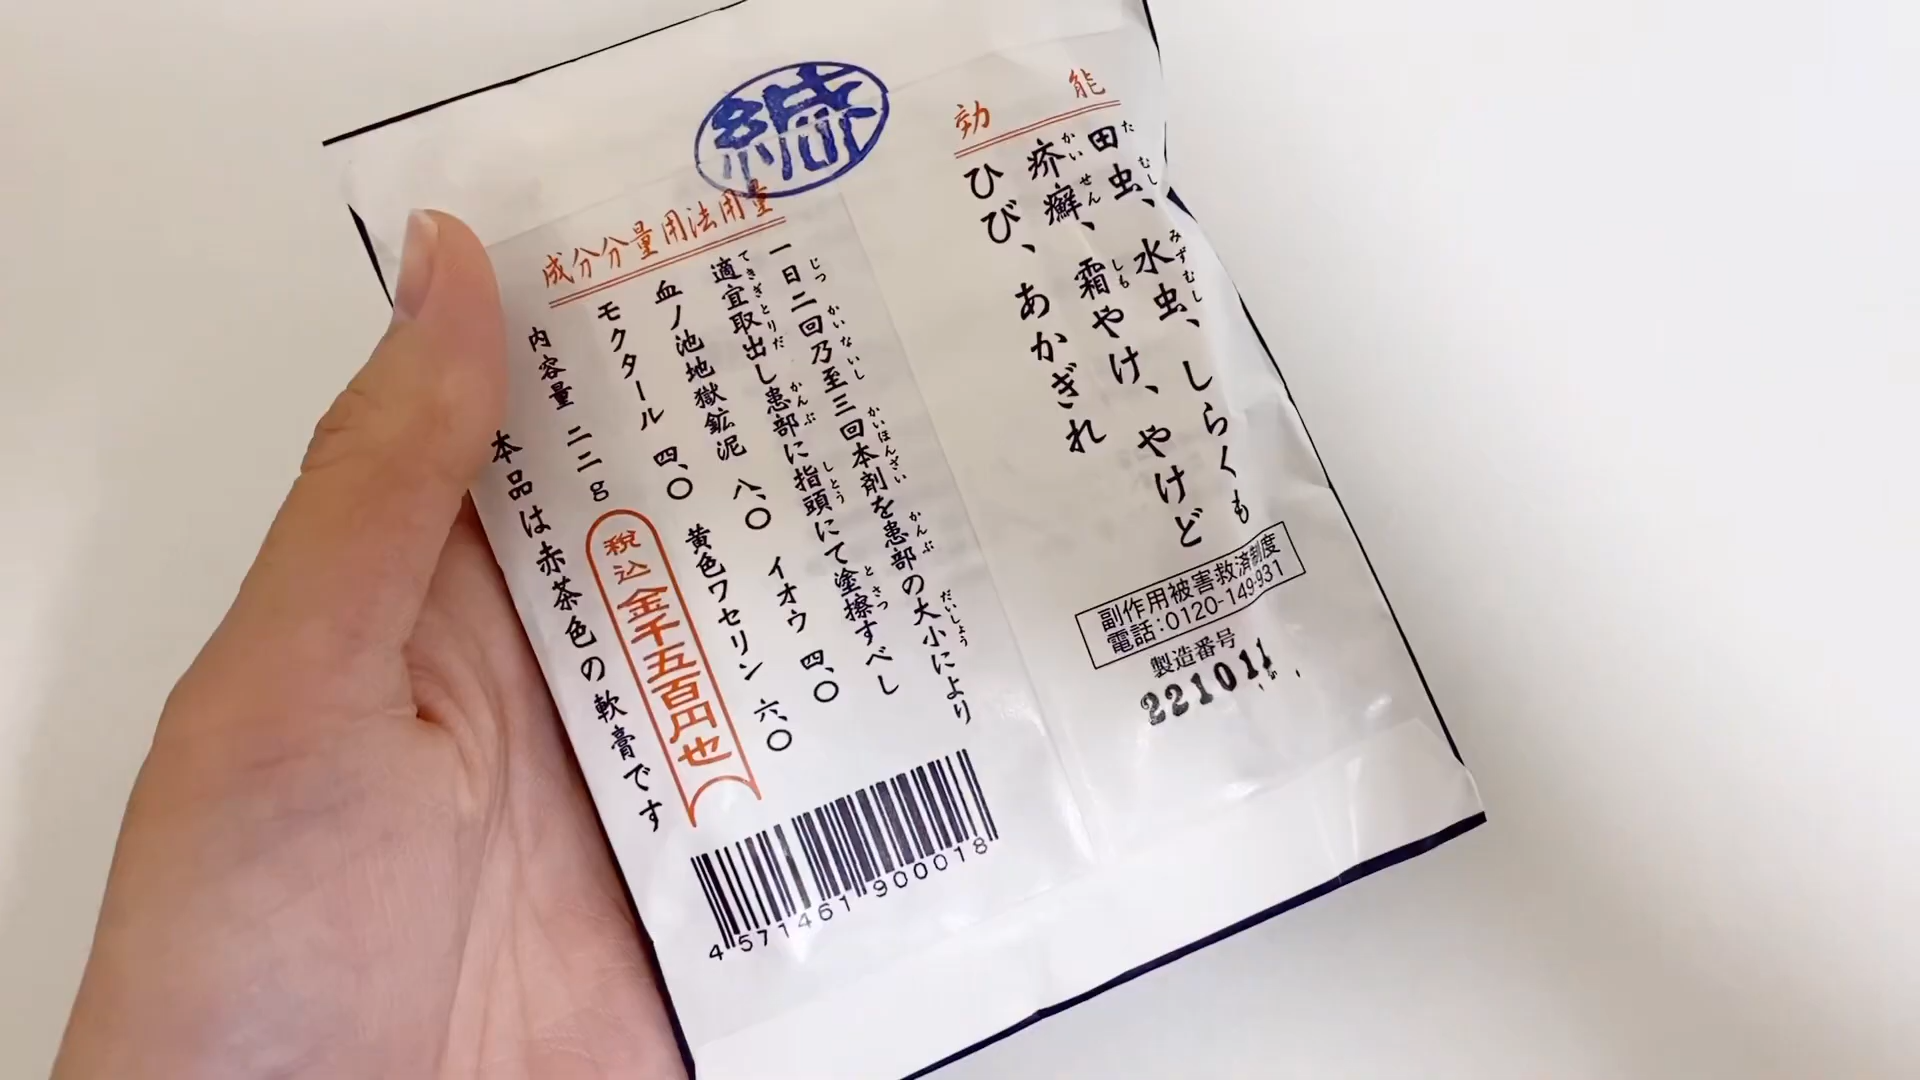 効能
田虫、水虫、しらくも
疥癬、霜やけ、やけど
ひび、あかぎれ
副作用被害救済制度
電話:0120-149-931
製造番号
221011
緘
成分分量用法用量
一日二回乃至三回本剤を患部の大小により
適宜取出し患部に指頭にて塗擦すべし
血ノ池地獄鉱泥 八、〇 イオウ 四、〇
モクタール 四、〇 黄色ワセリン 六、〇
内容量 二二g
税込金千五百円也
本品は赤茶色の軟膏です
4571461900018